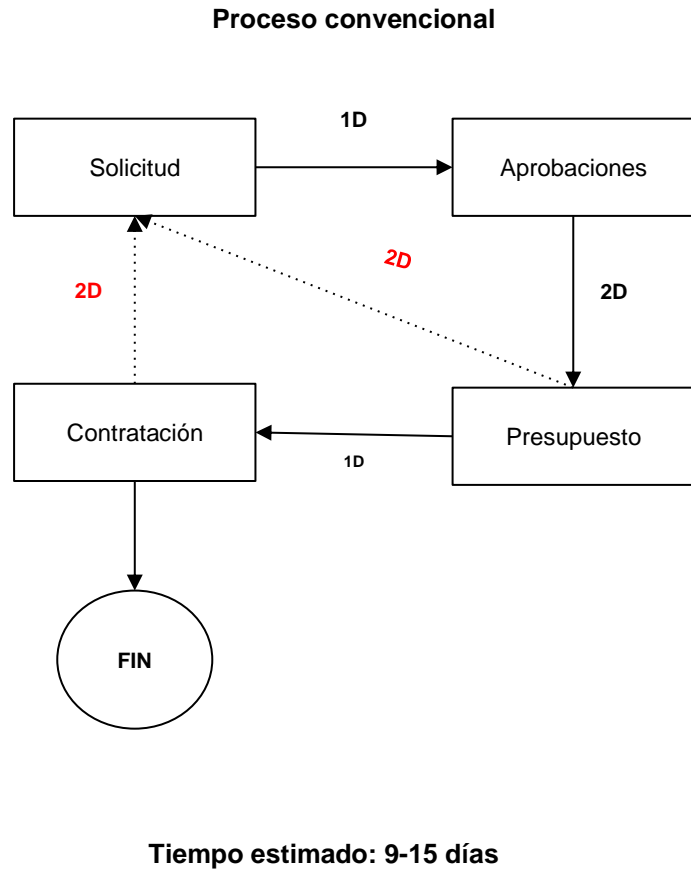 Proceso convencional
1D
Solicitud
Aprobaciones
2D
2D
2D
Contratación
Presupuesto
1D
FIN
Tiempo estimado: 9-15 días